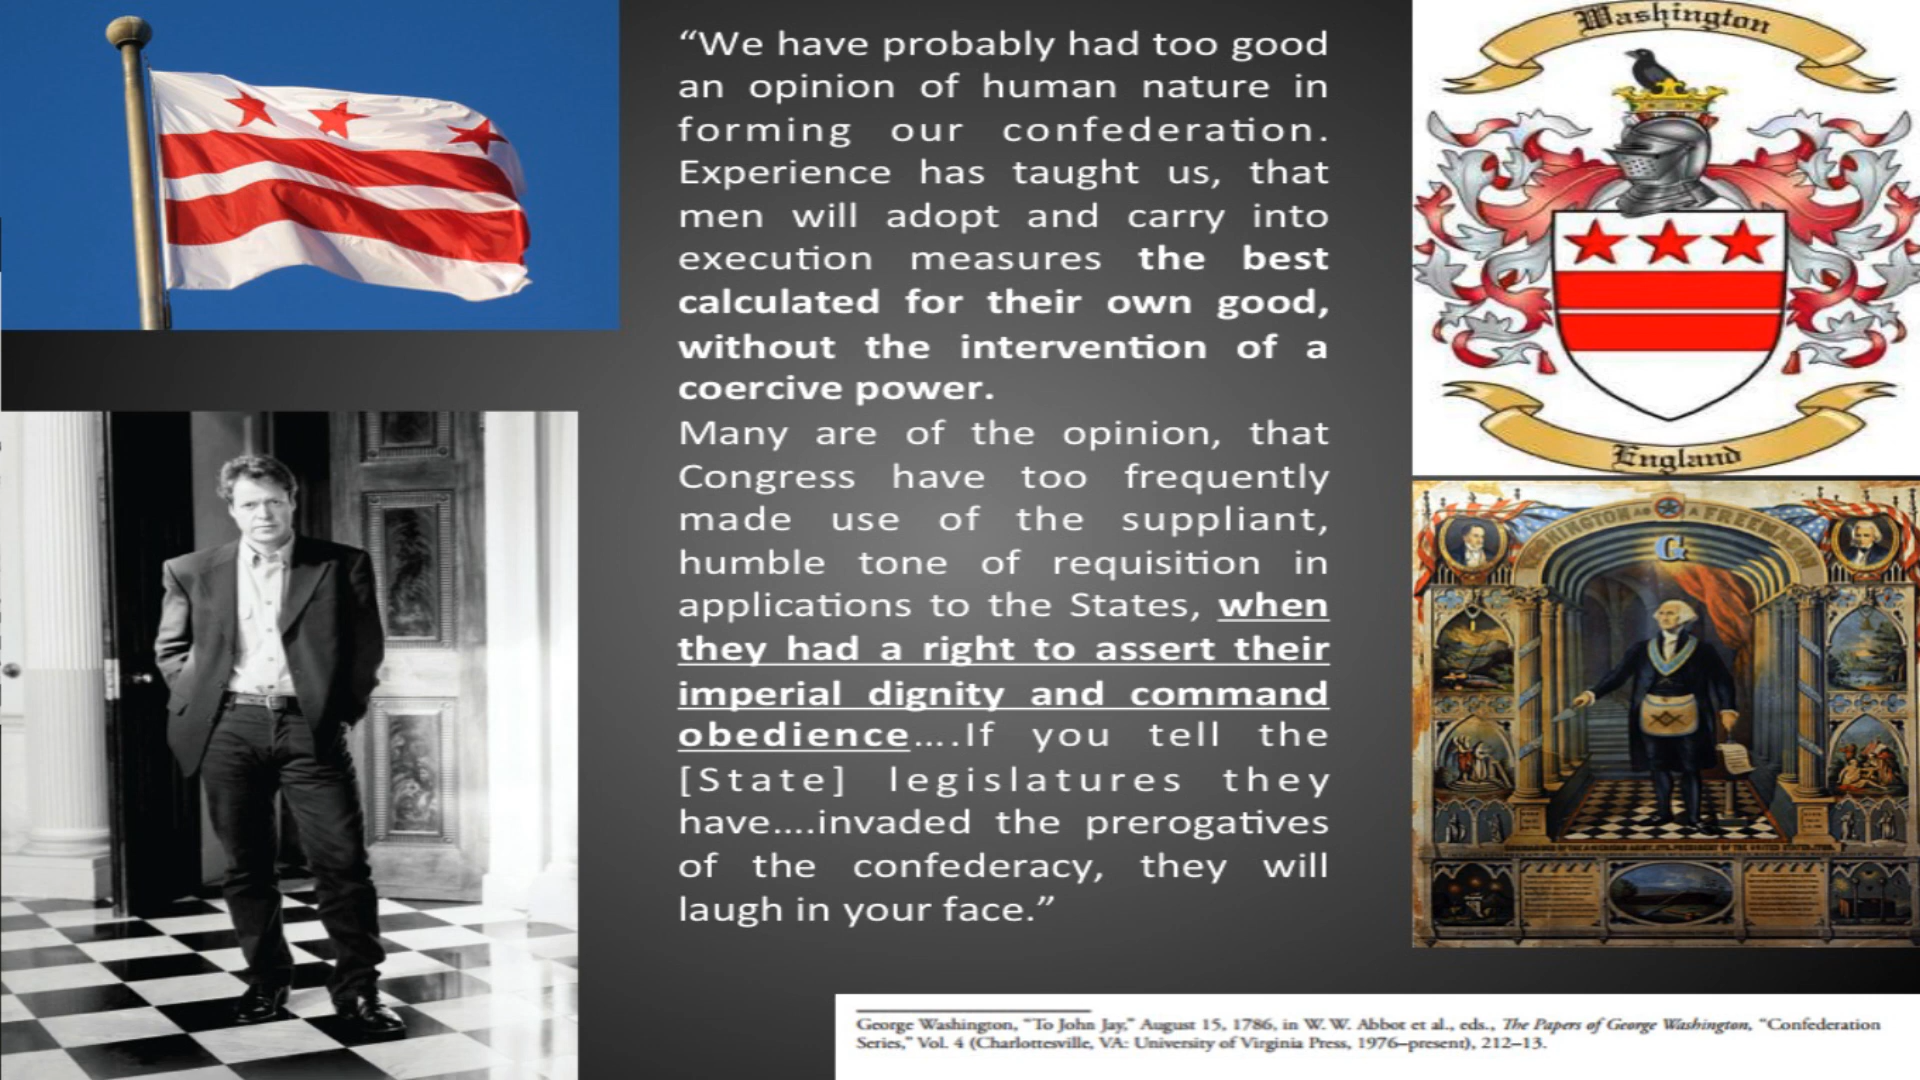 “We have probably had too good
an opinion of human nature in
forming our confederation.
Experience has taught us, that
men will adopt and carry into
execution measures the best
calculated for their own good,
without the intervention of a
coercive power.
Many are of the opinion, that
Congress have too frequently
made use of the suppliant,
humble tone of requisition in
applications to the States, when
they had a right to assert their
imperial dignity and command
obedience….If you tell the
[State] legislatures they
have….invaded the prerogatives
of the confederacy, they will
laugh in your face.”
Washington
England
WASHINGTON AS A FREEMASON
G
George Washington, “To John Jay,” August 15, 1786, in W. W. Abbot et al., eds., The Papers of George Washington, “Confederation
Series,” Vol. 4 (Charlottesville, VA: University of Virginia Press, 1976–present), 212–13.